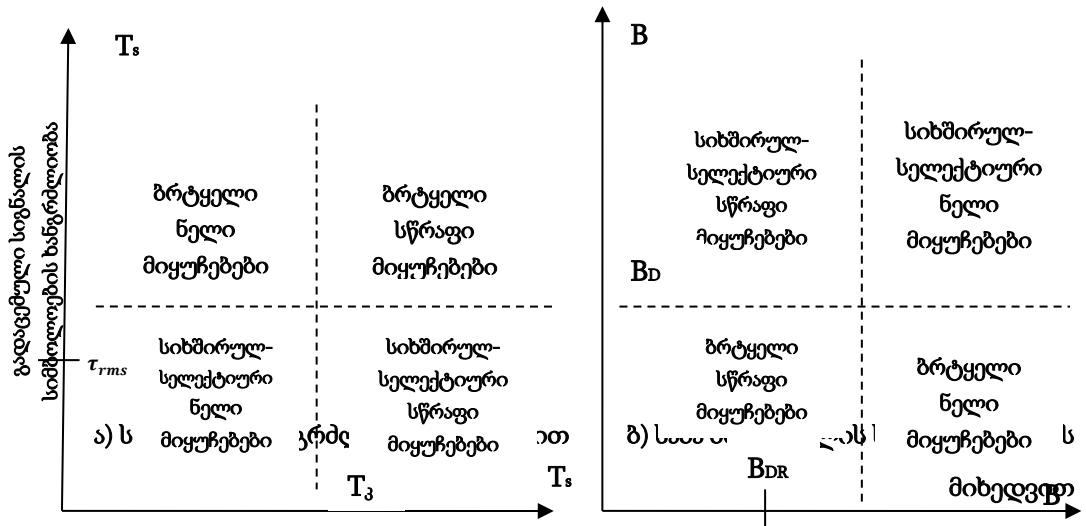 Tₛ
გადაცემული სიგნალის
სიმბოლოების ხანგრძლიობა
ბრტყელი
ნელი
მიყუჩებები
ბრტყელი
სწრაფი
მიყუჩებები
τᵣₘₛ
სიხშირულ-
სელექტიური
ნელი
მიყუჩებები
სიხშირულ-
სელექტიური
სწრაფი
მიყუჩებები
ა) ს
ით
Tვ
Tₛ
B
სიხშირულ-
სელექტიური
სწრაფი
მიყუჩებები
სიხშირულ-
სელექტიური
ნელი
მიყუჩებები
BD
ბრტყელი
სწრაფი
მიყუჩებები
ბრტყელი
ნელი
მიყუჩებები
ბ)
ს
BDR
მიხედვით
B